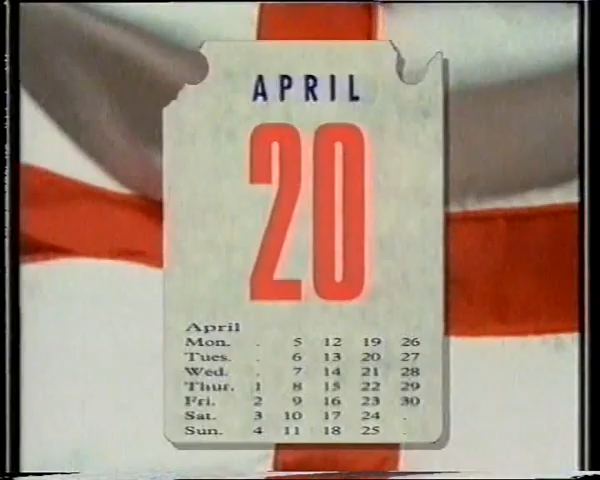 APRIL
20
April
Mon. . 5 12 19 26
Tues. . 6 13 20 27
Wed. . 7 14 21 28
Thur. 1 8 15 22 29
Fri. 2 9 16 23 30
Sat. 3 10 17 24 .
Sun. 4 11 18 25